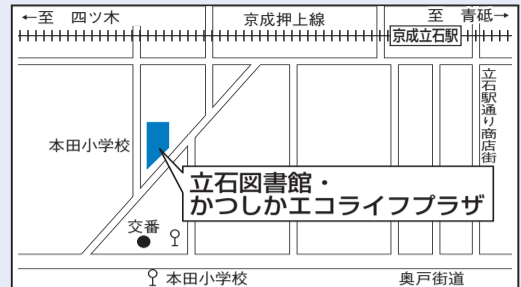 ←至 四ツ木
京成押上線
至 青砥→
京成立石駅
立石駅通り商店街
本田小学校
立石図書館・
かつしかエコライフプラザ
交番
本田小学校
奥戸街道